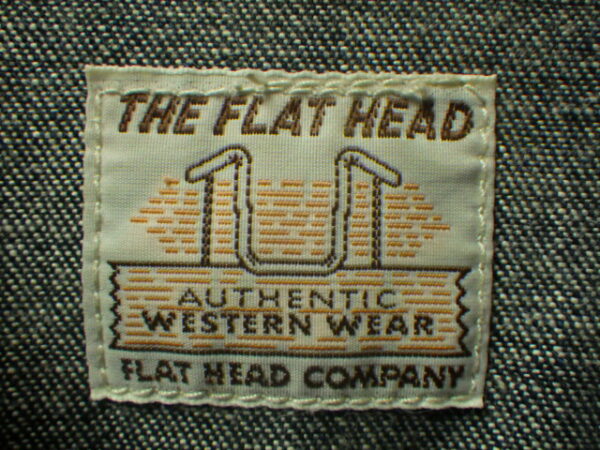 THE FLAT HEAD
AUTHENTIC
WESTERN WEAR
FLAT HEAD COMPANY